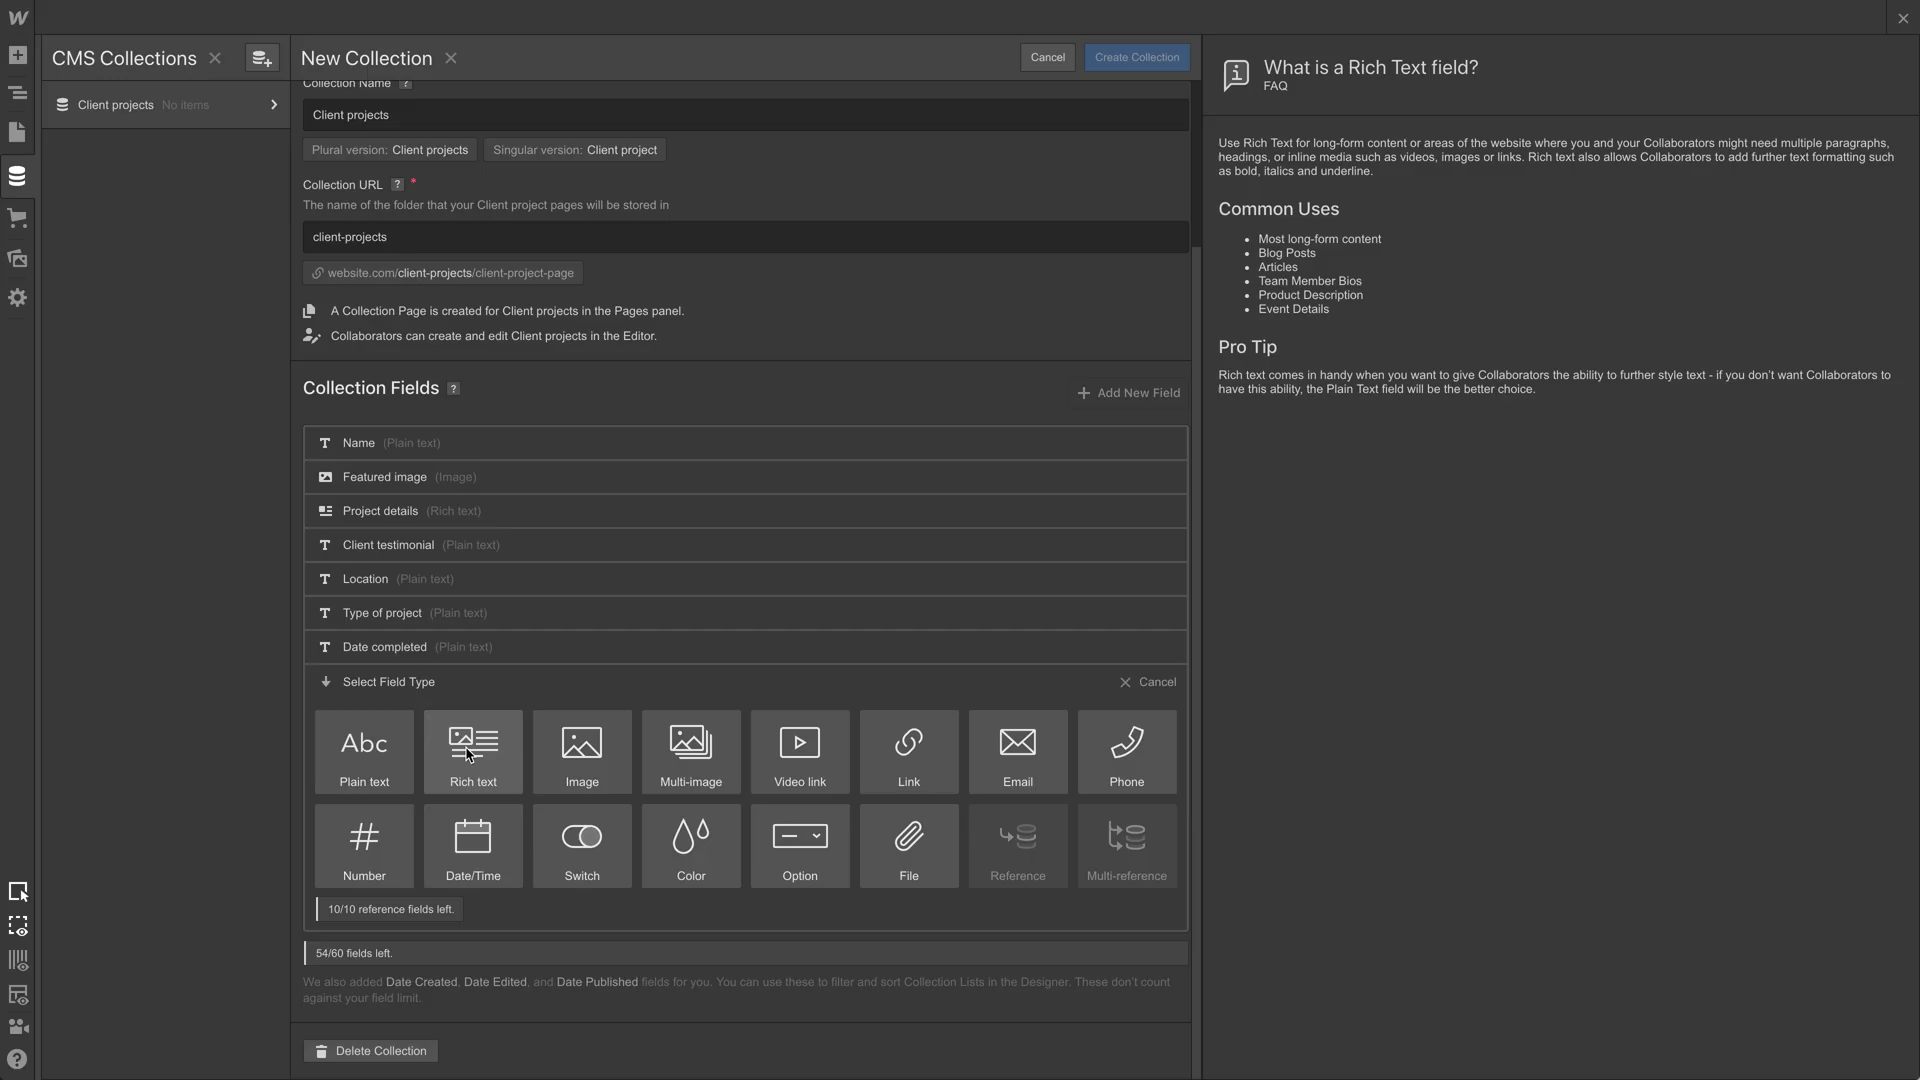 CMS Collections
New Collection
Cancel
Create Collection
Client projects No items
Collection Name ?
Client projects
Plural version: Client projects
Singular version: Client project
Collection URL ? *
The name of the folder that your Client project pages will be stored in
client-projects
website.com/client-projects/client-project-page
A Collection Page is created for Client projects in the Pages panel.
Collaborators can create and edit Client projects in the Editor.
Collection Fields ?
Add New Field
Name (Plain text)
Featured image (Image)
Project details (Rich text)
Client testimonial (Plain text)
Location (Plain text)
Type of project (Plain text)
Date completed (Plain text)
Select Field Type
Cancel
Abc
Plain text
Rich text
Image
Multi-image
Video link
Link
Email
Phone
Number
Date/Time
Switch
Color
Option
File
Reference
Multi-reference
10/10 reference fields left.
54/60 fields left.
We also added Date Created, Date Edited, and Date Published fields for you. You can use these to filter and sort Collection Lists in the Designer. These don't count
against your field limit.
Delete Collection
What is a Rich Text field?
FAQ
Use Rich Text for long-form content or areas of the website where you and your Collaborators might need multiple paragraphs,
headings, or inline media such as videos, images or links. Rich text also allows Collaborators to add further text formatting such
as bold, italics and underline.
Common Uses
• Most long-form content
• Blog Posts
• Articles
• Team Member Bios
• Product Description
• Event Details
Pro Tip
Rich text comes in handy when you want to give Collaborators the ability to further style text - if you don't want Collaborators to
have this ability, the Plain Text field will be the better choice.